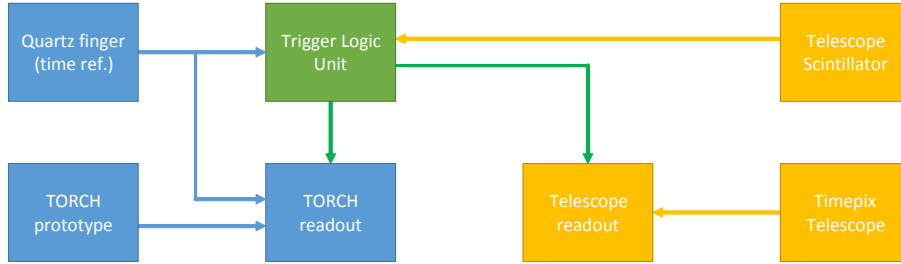 Quartz finger
(time ref.)
Trigger Logic
Unit
Telescope
Scintillator
TORCH
prototype
TORCH
readout
Telescope
readout
Timepix
Telescope